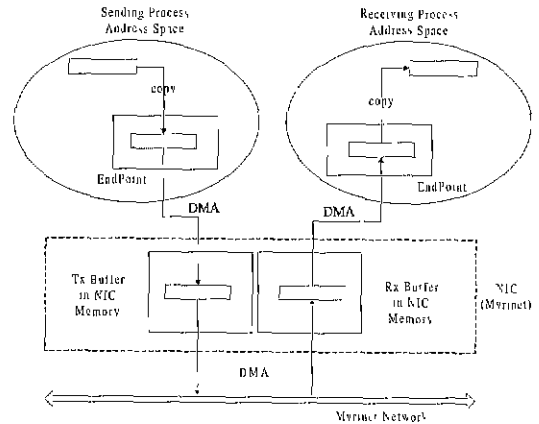 Sending Process
Address Space
Receiving Process
Address Space
copy
copy
EndPoint
EndPoint
DMA
DMA
Tx Buffer
in NIC
Memory
Rx Buffer
in NIC
Memory
NIC
(Myrinet)
DMA
Myrinet Network